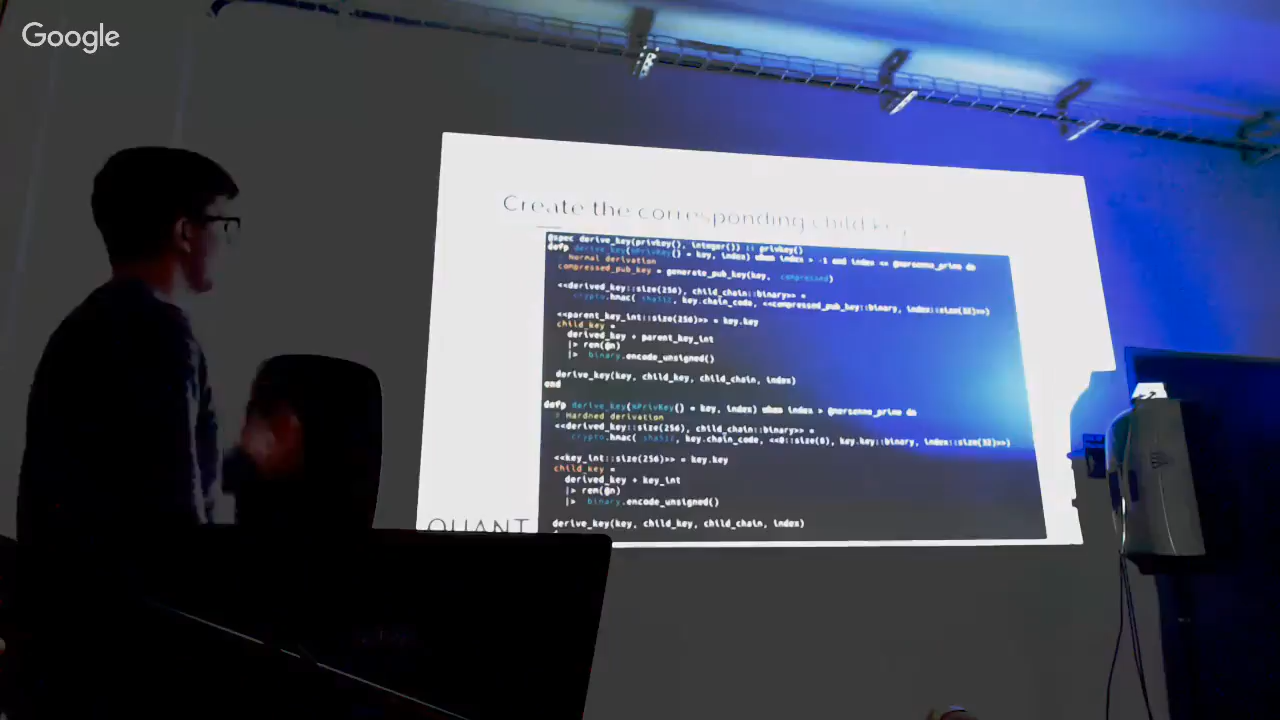 Google
Create the corresponding child key
@spec derive_key(privkey(), integer()) :: privkey()
defp derive_key( () = key, index) when index > -1 and index <= @mersenne_prime do
Normal derivation
compressed_pub_key = generate_pub_key(key, compressed)
<<derived_key::size(256), child_chain::binary>> =
crypto.hmac( sha512, key.chain_code, <<compressed_pub_key::binary, index::size(32)>>)
<<parent_key_int::size(256)>> = key.key
child_key =
derived_key + parent_key_int
|> rem(@n)
|> binary.encode_unsigned()
derive_key(key, child_key, child_chain, index)
end
defp derive_key( PrivKey() = key, index) when index > @mersenne_prime do
Hardned derivation
<<derived_key::size(256), child_chain::binary>> =
crypto.hmac( sha512, key.chain_code, <<0::size(8), key.key::binary, index::size(32)>>)
<<key_int::size(256)>> = key.key
child_key =
derived_key + key_int
|> rem(@n)
|> binary.encode_unsigned()
derive_key(key, child_key, child_chain, index)
QUANT